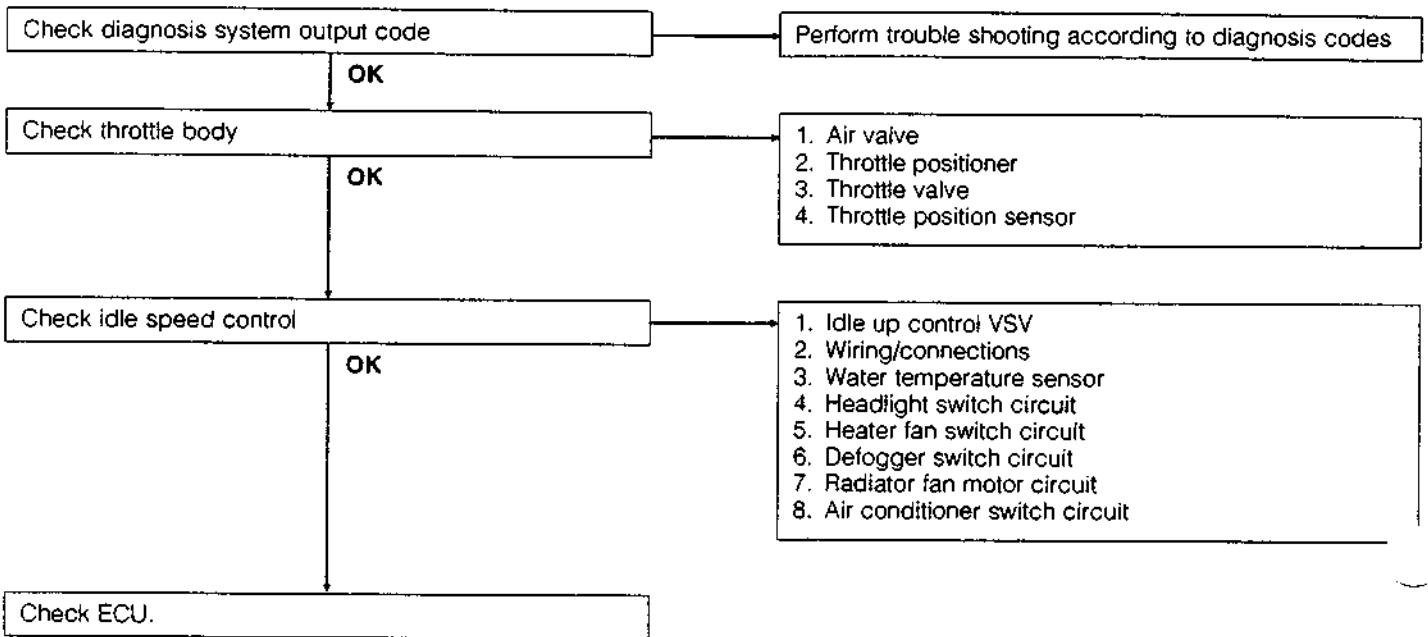 Check diagnosis system output code
Perform trouble shooting according to diagnosis codes
OK
Check throttle body
1. Air valve
2. Throttle positioner
3. Throttle valve
4. Throttle position sensor
OK
Check idle speed control
1. Idle up control VSV
2. Wiring/connections
3. Water temperature sensor
4. Headlight switch circuit
5. Heater fan switch circuit
6. Defogger switch circuit
7. Radiator fan motor circuit
8. Air conditioner switch circuit
OK
Check ECU.